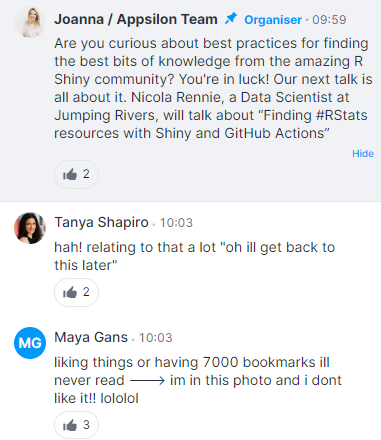 Joanna / Appsilon Team Organiser · 09:59
Are you curious about best practices for finding
the best bits of knowledge from the amazing R
Shiny community? You're in luck! Our next talk
is all about it. Nicola Rennie, a Data Scientist at
Jumping Rivers, will talk about “Finding #RStats
resources with Shiny and GitHub Actions”
Hide
2
Tanya Shapiro · 10:03
hah! relating to that a lot "oh ill get back to
this later"
2
MG
Maya Gans · 10:03
liking things or having 7000 bookmarks ill
never read ---> im in this photo and i dont
like it!! lololol
3